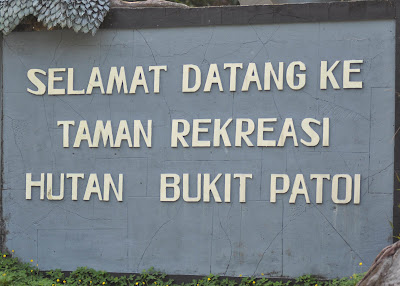 SELAMAT DATANG KE
TAMAN REKREASI
HUTAN BUKIT PATOI